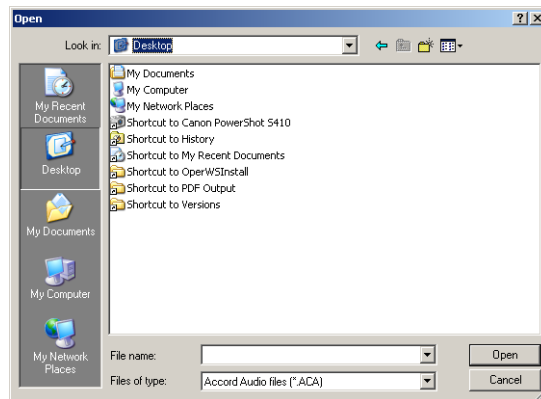 Open
Look in: Desktop
My Recent
Documents
Desktop
My Documents
My Computer
My Network
Places
My Documents
My Computer
My Network Places
Shortcut to Canon PowerShot S410
Shortcut to History
Shortcut to My Recent Documents
Shortcut to OperWSInstall
Shortcut to PDF Output
Shortcut to Versions
File name:
Open
Files of type: Accord Audio files (*.ACA)
Cancel